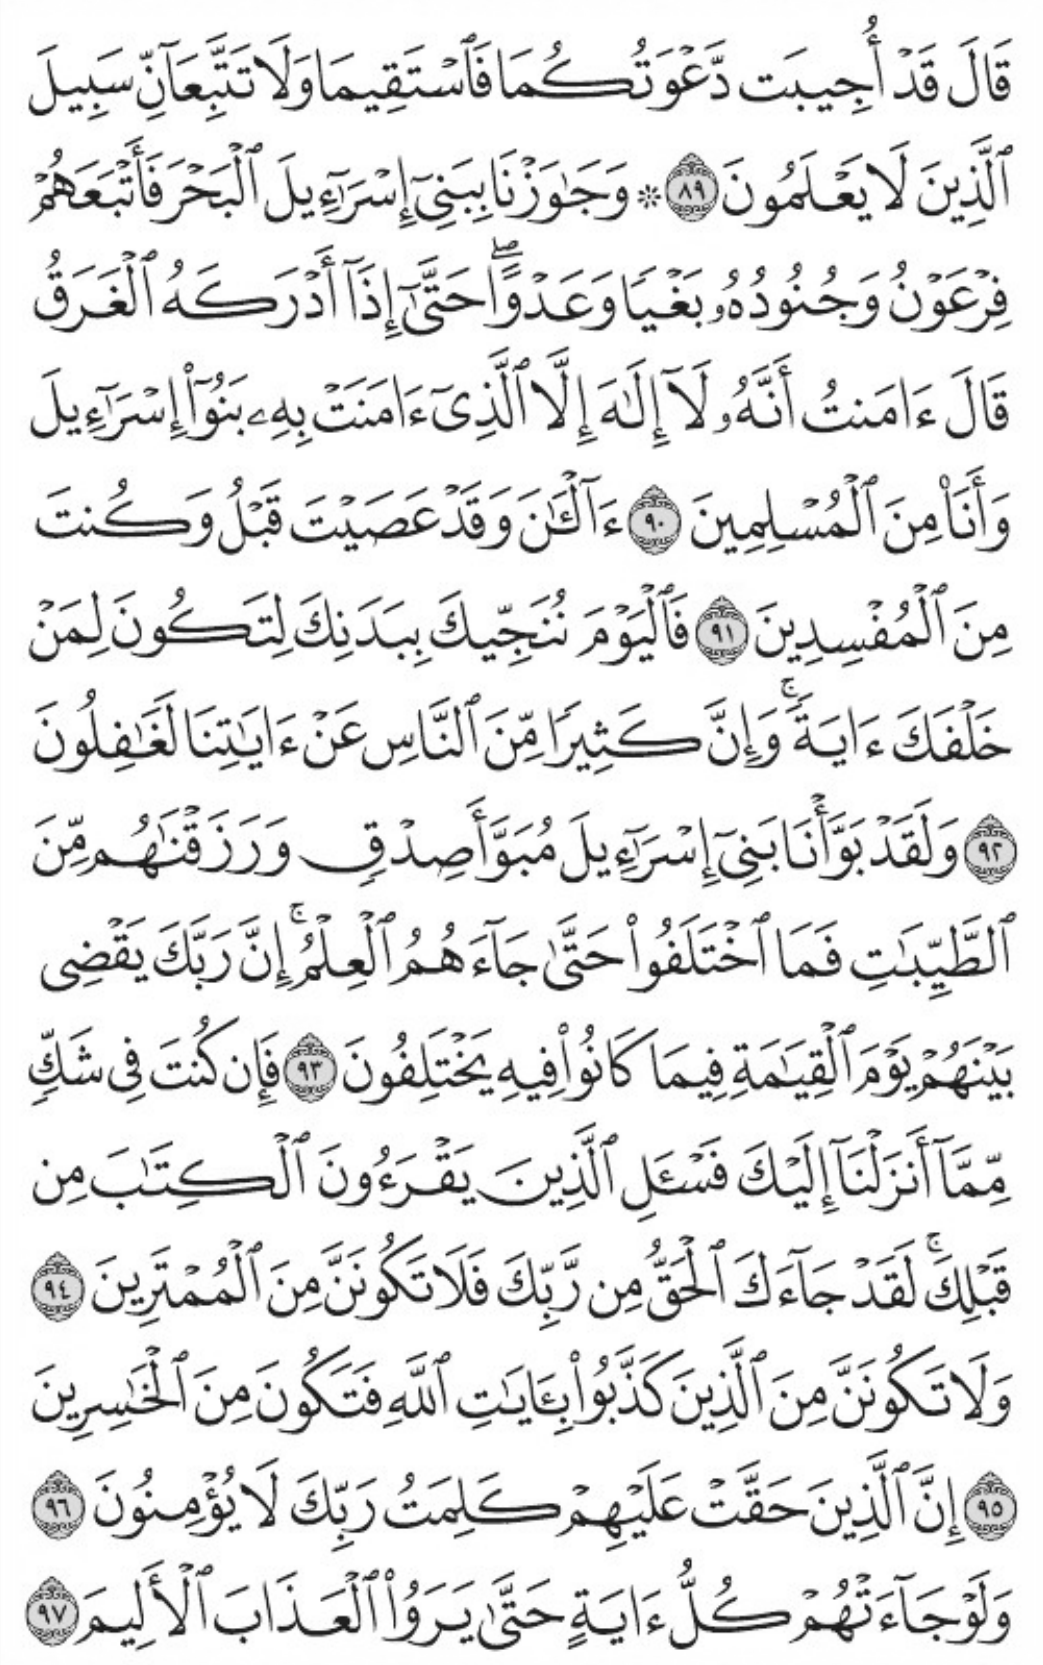 قَالَ قَدْ أُجِيبَت دَّعْوَتُكُمَا فَٱسْتَقِيمَا وَلَا تَتَّبِعَآنِّ سَبِيلَ
ٱلَّذِينَ لَا يَعْلَمُونَ ٨٩ ۞ وَجَٰوَزْنَا بِبَنِىٓ إِسْرَٰٓءِيلَ ٱلْبَحْرَ فَأَتْبَعَهُمْ
فِرْعَوْنُ وَجُنُودُهُۥ بَغْيًا وَعَدْوًا ۖ حَتَّىٰٓ إِذَآ أَدْرَكَهُ ٱلْغَرَقُ
قَالَ ءَامَنتُ أَنَّهُۥ لَآ إِلَٰهَ إِلَّا ٱلَّذِىٓ ءَامَنَتْ بِهِۦ بَنُوٓا۟ إِسْرَٰٓءِيلَ
وَأَنَا۠ مِنَ ٱلْمُسْلِمِينَ ٩٠ ءَآلْـَٰٔنَ وَقَدْ عَصَيْتَ قَبْلُ وَكُنتَ
مِنَ ٱلْمُفْسِدِينَ ٩١ فَٱلْيَوْمَ نُنَجِّيكَ بِبَدَنِكَ لِتَكُونَ لِمَنْ
خَلْفَكَ ءَايَةً ۚ وَإِنَّ كَثِيرًا مِّنَ ٱلنَّاسِ عَنْ ءَايَٰتِنَا لَغَٰفِلُونَ
٩٢ وَلَقَدْ بَوَّأْنَا بَنِىٓ إِسْرَٰٓءِيلَ مُبَوَّأَ صِدْقٍ وَرَزَقْنَٰهُم مِّنَ
ٱلطَّيِّبَٰتِ فَمَا ٱخْتَلَفُوا۟ حَتَّىٰ جَآءَهُمُ ٱلْعِلْمُ ۚ إِنَّ رَبَّكَ يَقْضِى
بَيْنَهُمْ يَوْمَ ٱلْقِيَٰمَةِ فِيمَا كَانُوا۟ فِيهِ يَخْتَلِفُونَ ٩٣ فَإِن كُنتَ فِى شَكٍّ
مِّمَّآ أَنزَلْنَآ إِلَيْكَ فَسْـَٔلِ ٱلَّذِينَ يَقْرَءُونَ ٱلْكِتَٰبَ مِن
قَبْلِكَ ۚ لَقَدْ جَآءَكَ ٱلْحَقُّ مِن رَّبِّكَ فَلَا تَكُونَنَّ مِنَ ٱلْمُمْتَرِينَ ٩٤
وَلَا تَكُونَنَّ مِنَ ٱلَّذِينَ كَذَّبُوا۟ بِـَٔايَٰتِ ٱللَّهِ فَتَكُونَ مِنَ ٱلْخَٰسِرِينَ
٩٥ إِنَّ ٱلَّذِينَ حَقَّتْ عَلَيْهِمْ كَلِمَتُ رَبِّكَ لَا يُؤْمِنُونَ ٩٦
وَلَوْ جَآءَتْهُمْ كُلُّ ءَايَةٍ حَتَّىٰ يَرَوُا۟ ٱلْعَذَابَ ٱلْأَلِيمَ ٩٧